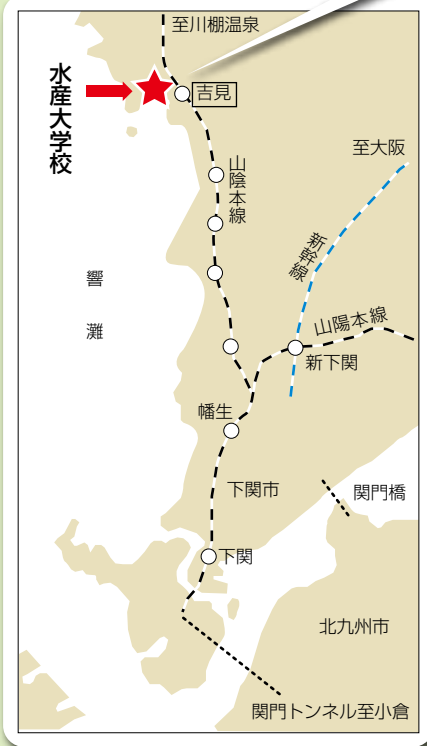 至川棚温泉
水産大学校
吉見
至大阪
山陰本線
新幹線
響灘
山陽本線
新下関
幡生
下関市
関門橋
下関
北九州市
関門トンネル至小倉